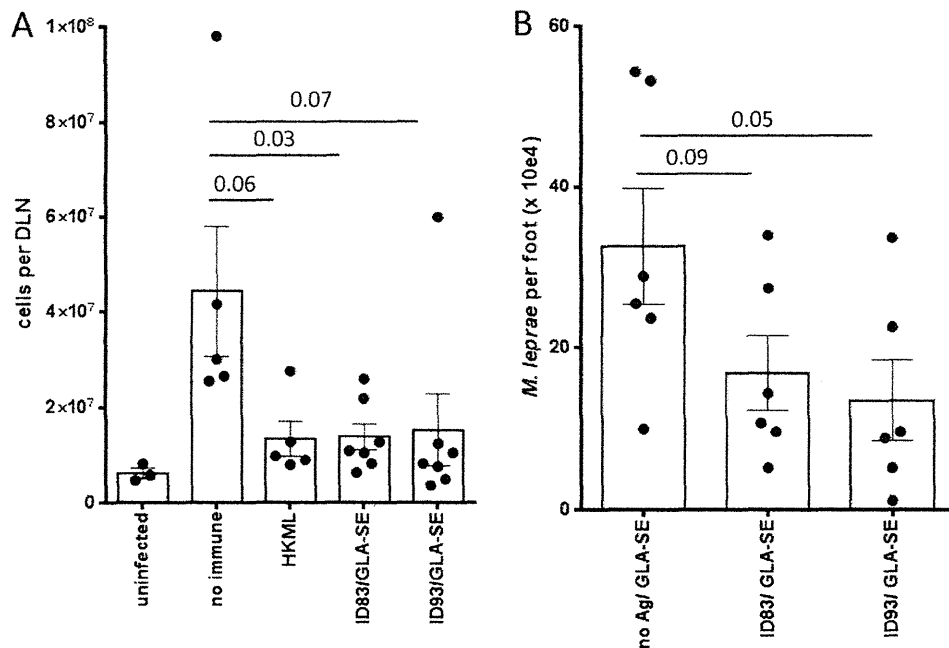 A
cells per DLN
1×10⁸
8×10⁷
6×10⁷
4×10⁷
2×10⁷
0
0.07
0.03
0.06
uninfected
no immune
HKML
ID83/GLA-SE
ID93/GLA-SE
B
M. leprae per foot (x 10e4)
60
40
20
0
0.05
0.09
no Ag/ GLA-SE
ID83/ GLA-SE
ID93/ GLA-SE